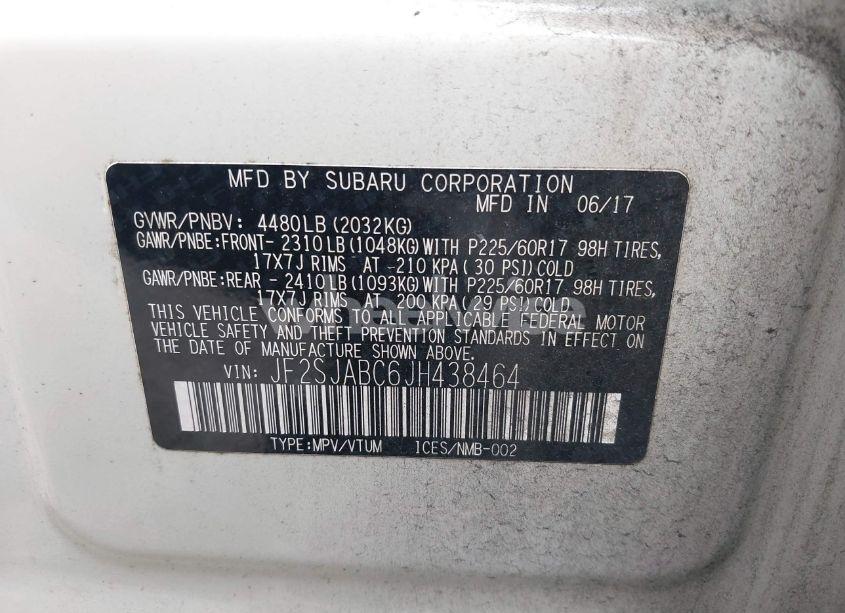 MFD BY SUBARU CORPORATION
MFD IN 06/17
GVWR/PNBV: 4480LB (2032KG)
GAWR/PNBE:FRONT- 2310LB(1048KG)WITH P225/60R17 98H TIRES,
17X7J RIMS AT -210 KPA( 30 PSI)COLD
GAWR/PNBE:REAR - 2410LB(1093KG)WITH P225/60R17 98H TIRES,
17X7J RIMS AT 200 KPA(29 PSI)COLD
THIS VEHICLE CONFORMS TO ALL APPLICABLE FEDERAL MOTOR
VEHICLE SAFETY AND THEFT PREVENTION STANDARDS IN EFFECT ON
THE DATE OF MANUFACTURE SHOWN ABOVE.
VIN: JF2SJABC6JH438464
TYPE:MPV/VTUM ICES/NMB-002